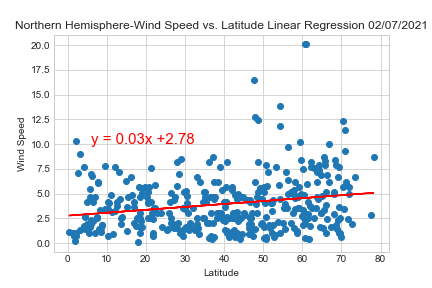 Northern Hemisphere-Wind Speed vs. Latitude Linear Regression 02/07/2021
20.0
17.5
15.0
12.5
10.0
7.5
5.0
2.5
0.0
Wind Speed
y = 0.03x +2.78
0 10 20 30 40 50 60 70 80
Latitude